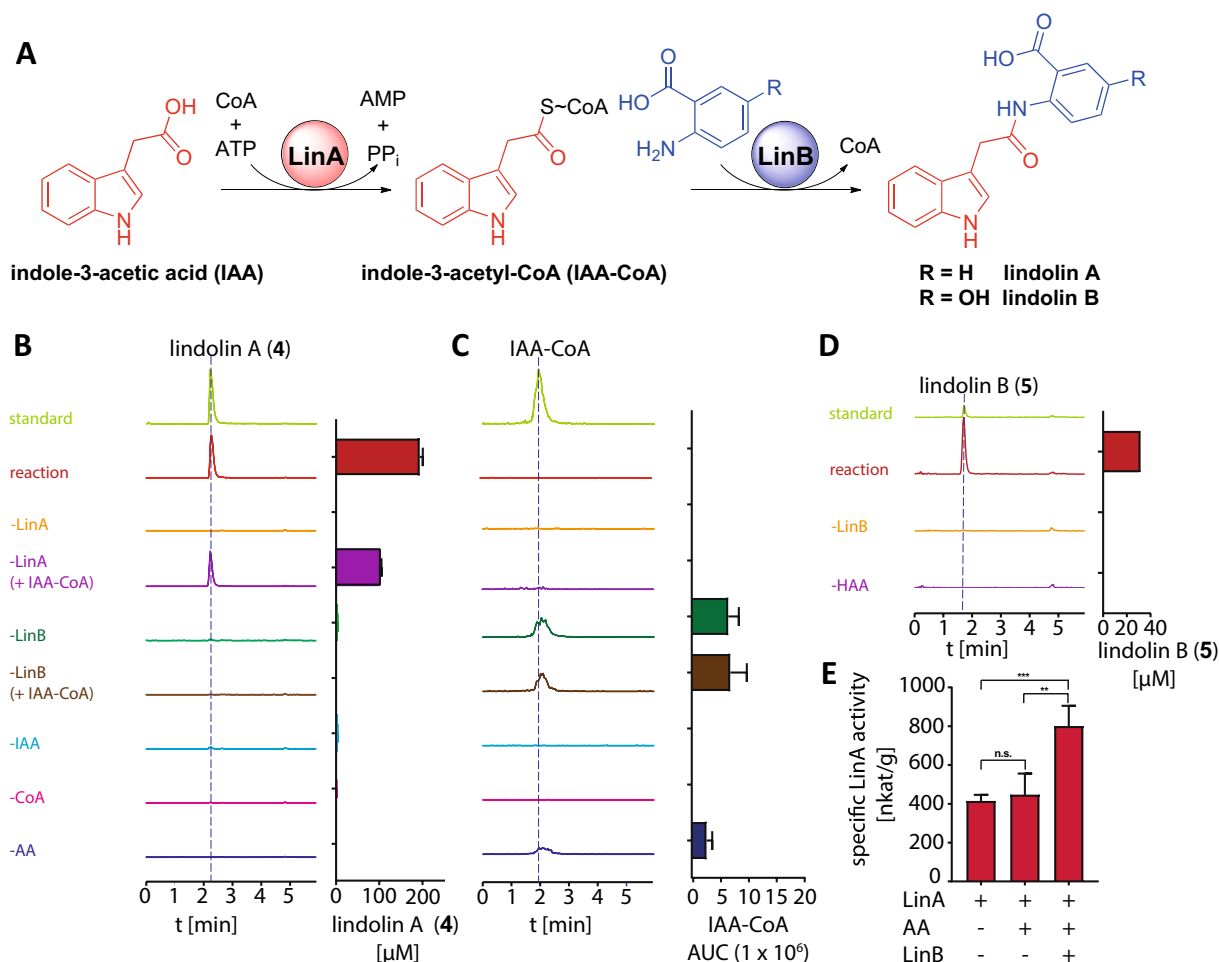 A
OH
O
N
H
indole-3-acetic acid (IAA)
CoA
+
ATP
LinA
AMP
+
PPi
S~CoA
O
N
H
indole-3-acetyl-CoA (IAA-CoA)
O
HO
H2N
R
LinB
CoA
O
HO
R
HN
O
N
H
R = H lindolin A
R = OH lindolin B
B
lindolin A (4)
standard
reaction
-LinA
-LinA
(+ IAA-CoA)
-LinB
-LinB
(+ IAA-CoA)
-IAA
-CoA
-AA
0 1 2 3 4 5
t [min]
0 100 200
lindolin A (4)
[µM]
C
IAA-CoA
0 1 2 3 4 5
t [min]
0 5 10 15 20
IAA-CoA
AUC (1 x 10⁶)
D
lindolin B (5)
standard
reaction
-LinB
-HAA
0 1 2 3 4 5
t [min]
0 20 40
lindolin B (5)
[µM]
E
specific LinA activity
[nkat/g]
1000
800
600
400
200
0
***
**
n.s.
LinA + + +
AA - + +
LinB - - +